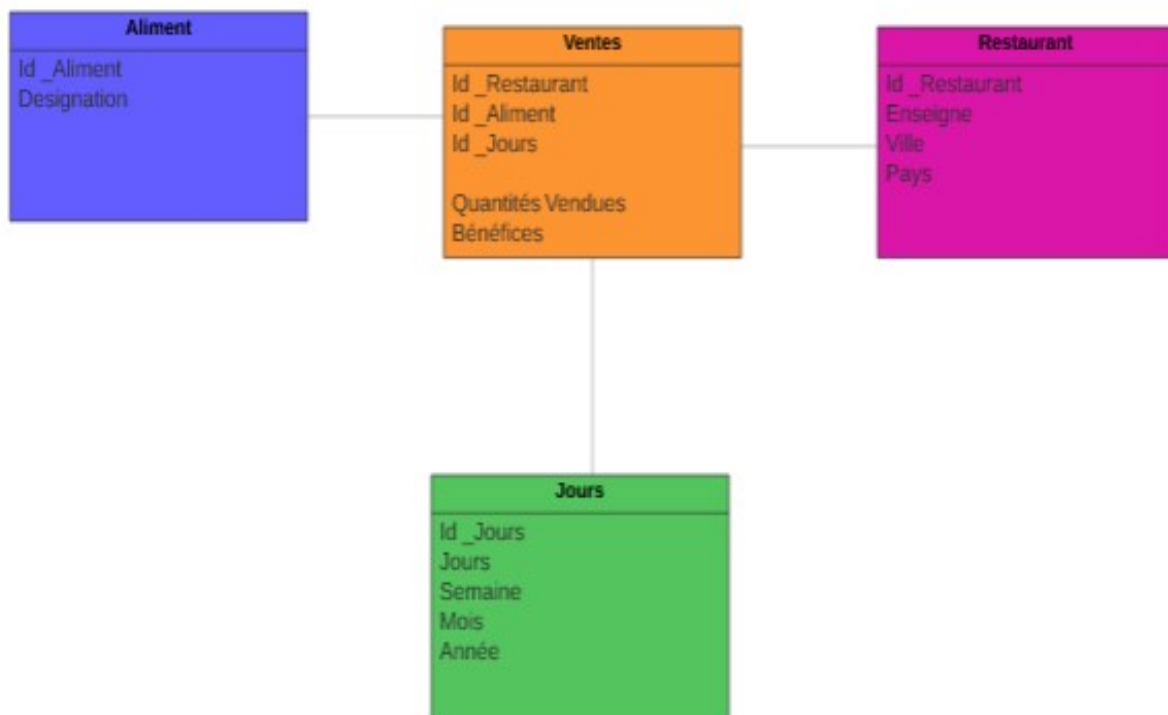 Aliment
Id _Aliment
Designation
Ventes
Id _Restaurant
Id _Aliment
Id _Jours
Quantités Vendues
Bénéfices
Restaurant
Id _Restaurant
Enseigne
Ville
Pays
Jours
Id _Jours
Jours
Semaine
Mois
Année